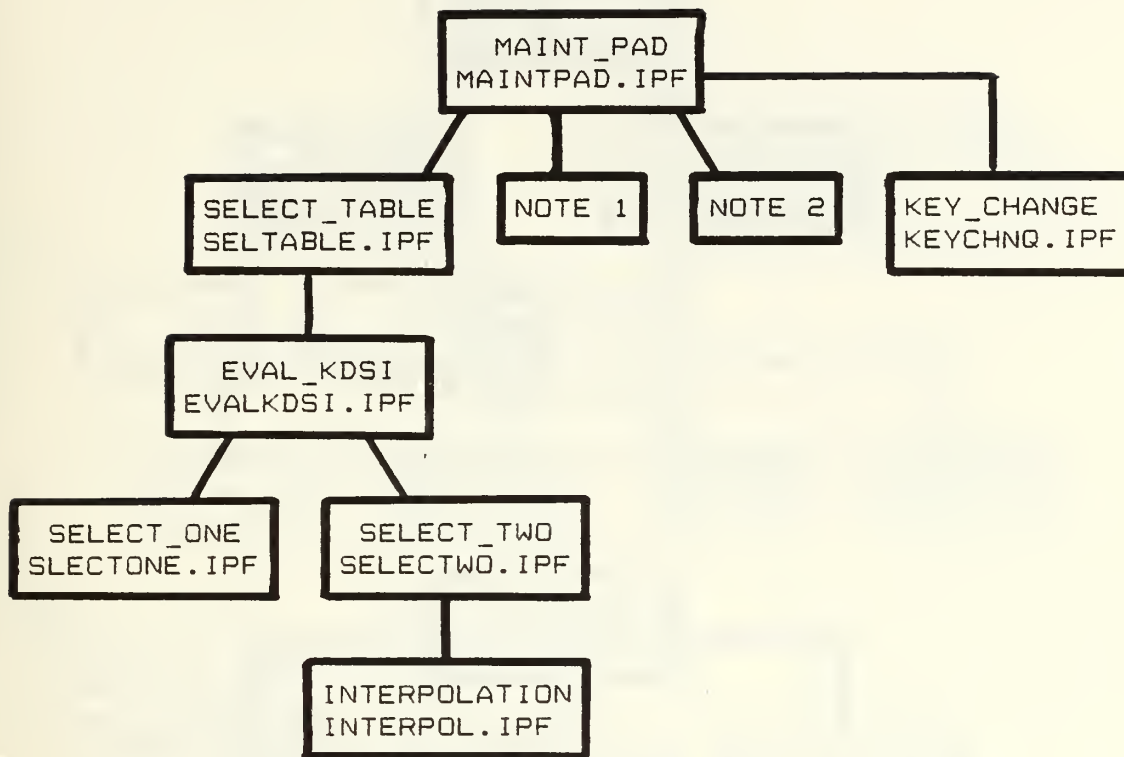 MAINT_PAD
MAINTPAD.IPF
SELECT_TABLE
SELTABLE.IPF
NOTE 1
NOTE 2
KEY_CHANGE
KEYCHNQ.IPF
EVAL_KDSI
EVALKDSI.IPF
SELECT_ONE
SLECTONE.IPF
SELECT_TWO
SELECTWO.IPF
INTERPOLATION
INTERPOL.IPF